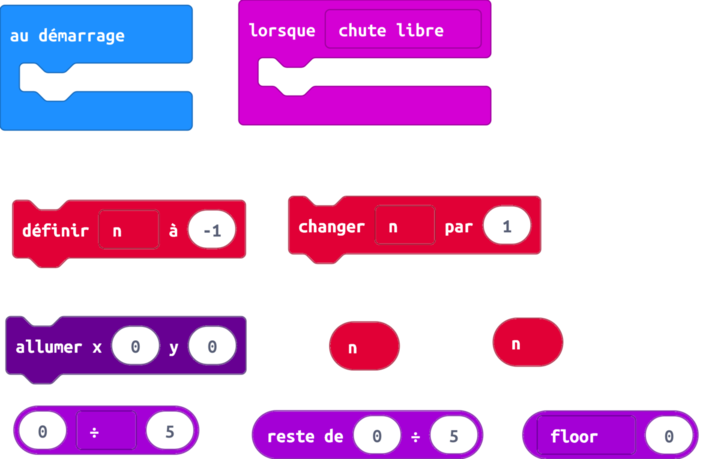 au démarrage
lorsque chute libre
définir n à -1
changer n par 1
allumer x 0 y 0
n
n
0 ÷ 5
reste de 0 ÷ 5
floor 0